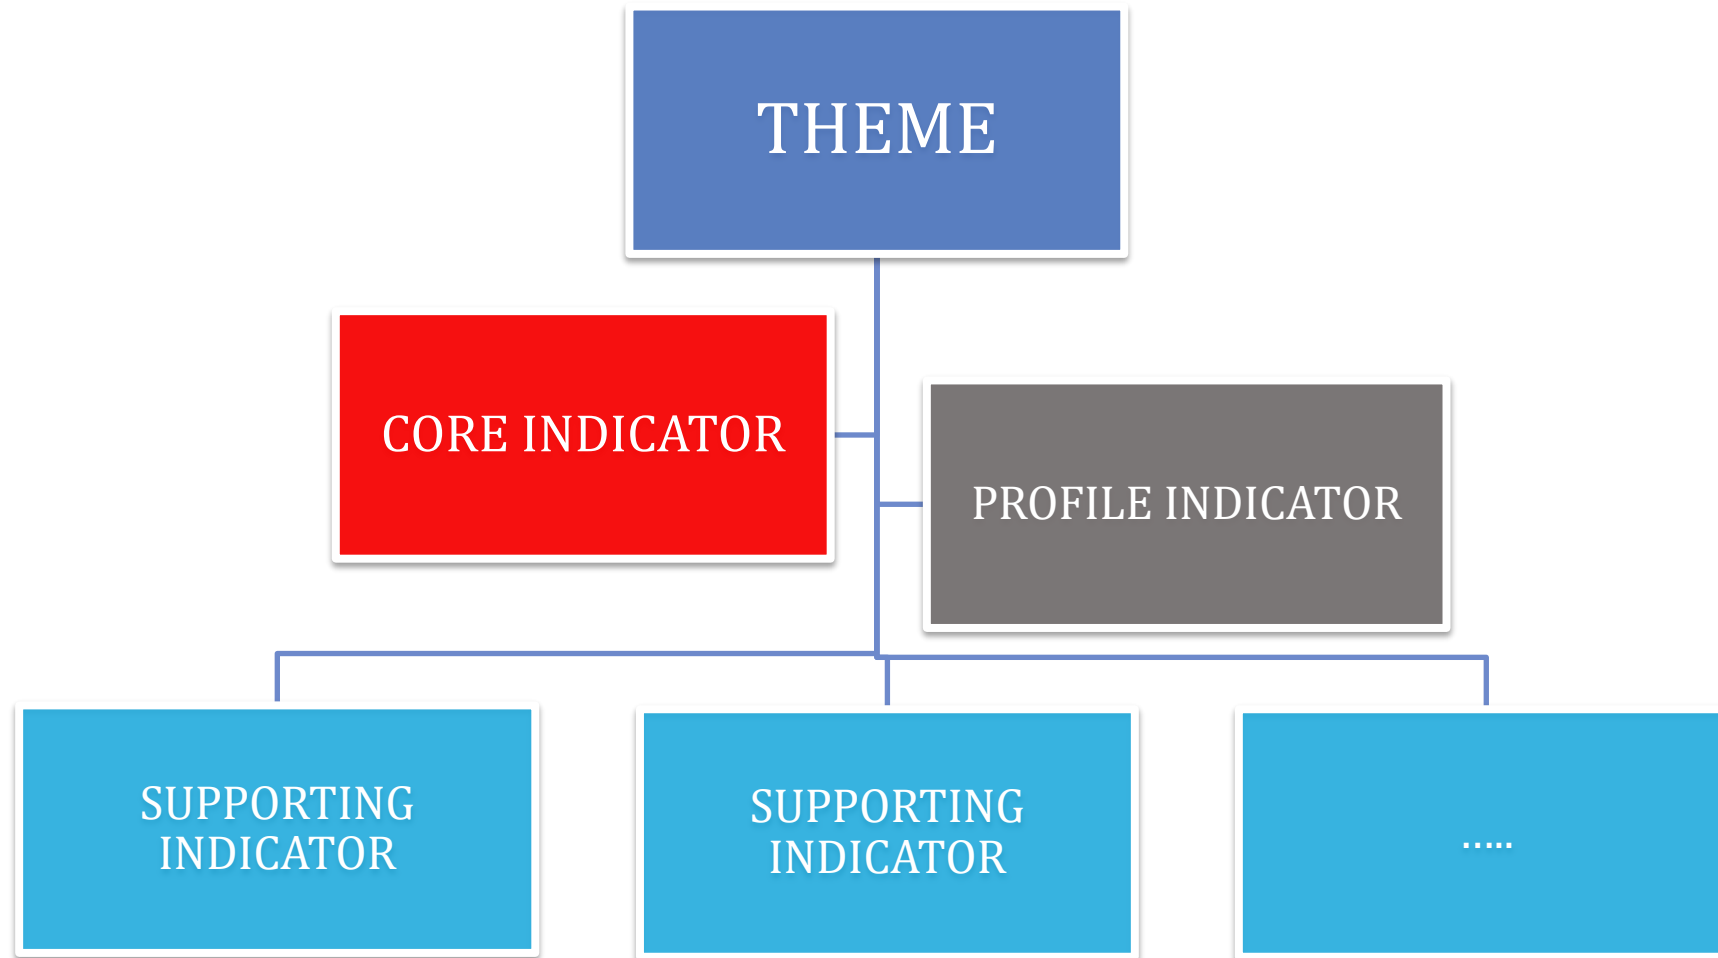 THEME
CORE INDICATOR
PROFILE INDICATOR
SUPPORTING
INDICATOR
SUPPORTING
INDICATOR
.....